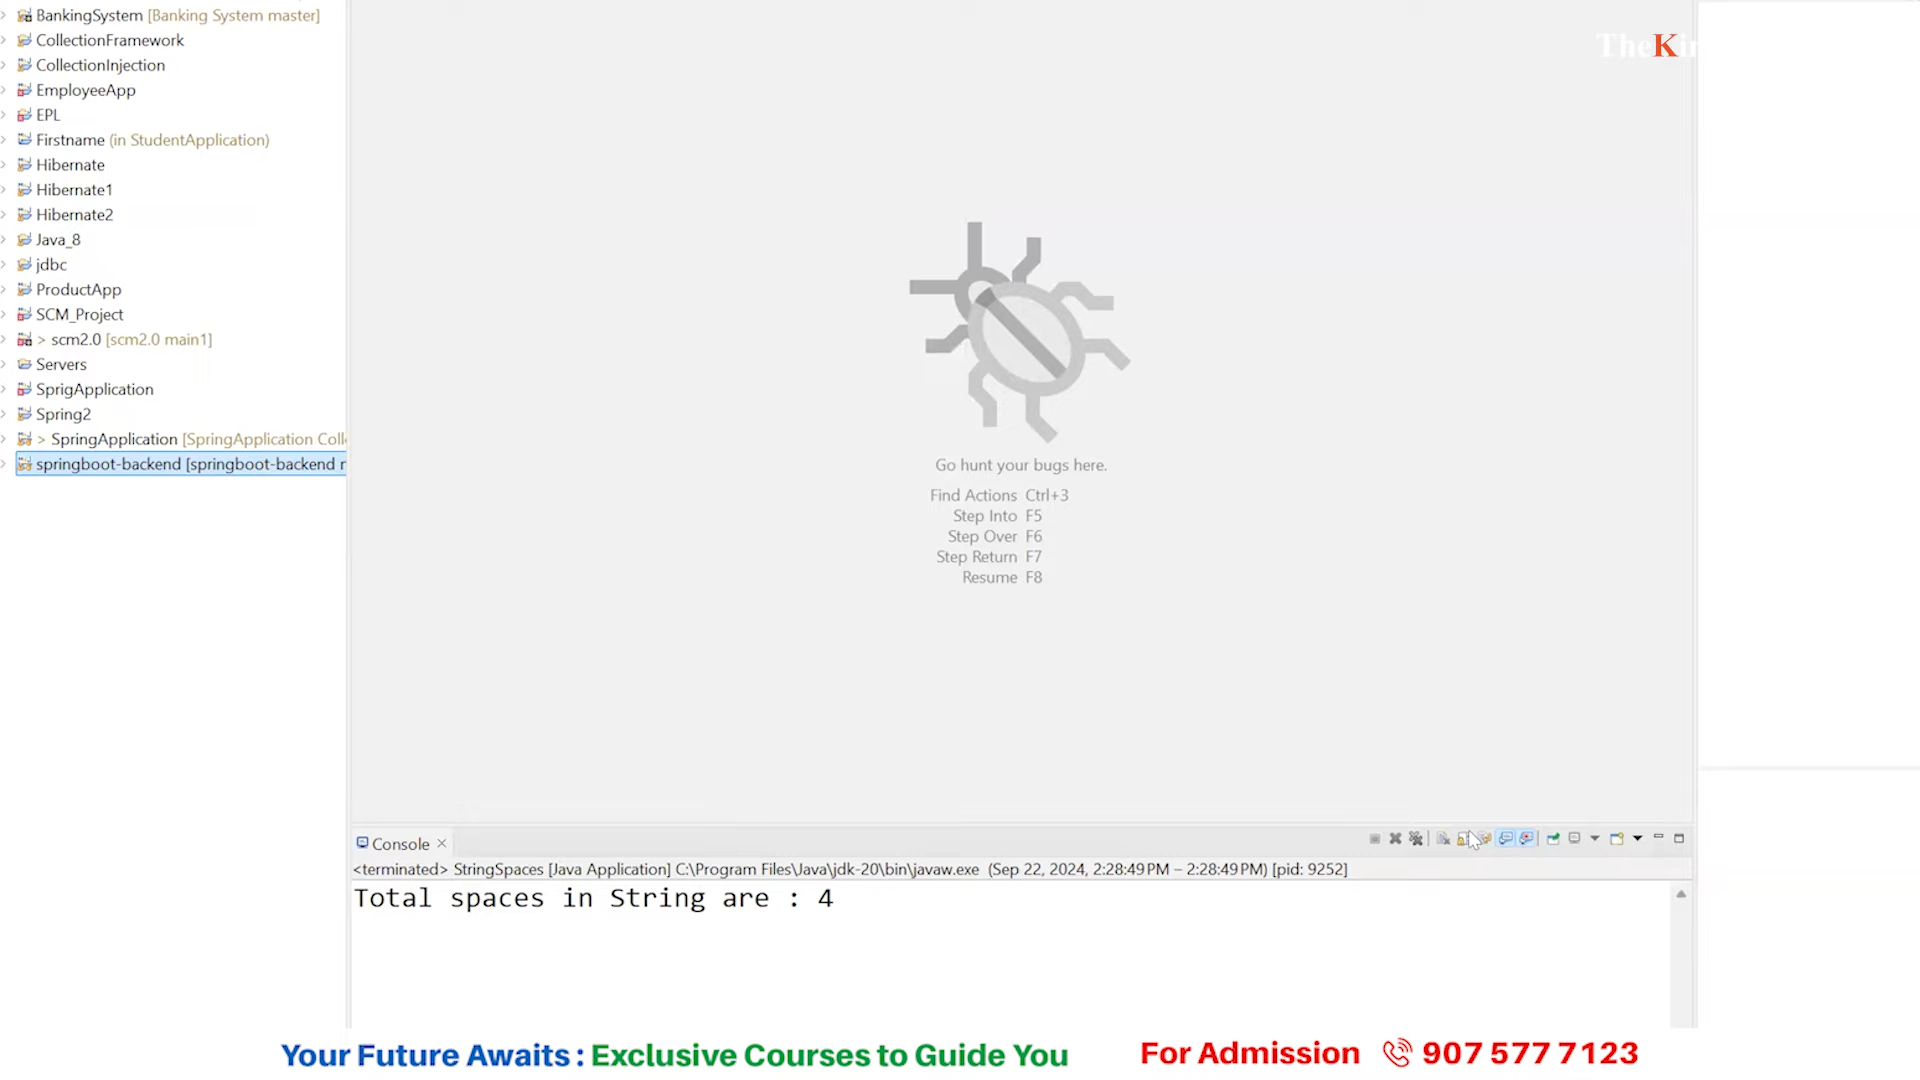 BankingSystem [Banking System master]
CollectionFramework
CollectionInjection
EmployeeApp
EPL
Firstname (in StudentApplication)
Hibernate
Hibernate1
Hibernate2
Java_8
jdbc
ProductApp
SCM_Project
> scm2.0 [scm2.0 main1]
Servers
SprigApplication
Spring2
> SpringApplication [SpringApplication Coll
springboot-backend [springboot-backend
TheKi
Go hunt your bugs here.
Find Actions Ctrl+3
Step Into F5
Step Over F6
Step Return F7
Resume F8
Console
<terminated> StringSpaces [Java Application] C:\Program Files\Java\jdk-20\bin\javaw.exe (Sep 22, 2024, 2:28:49 PM – 2:28:49 PM) [pid: 9252]
Total spaces in String are : 4
Your Future Awaits : Exclusive Courses to Guide You
For Admission 907 577 7123